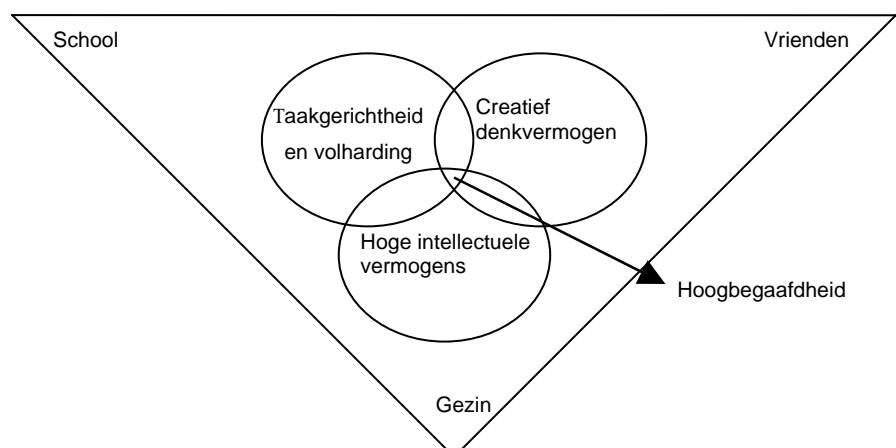 School
Vrienden
Taakgerichtheid
en volharding
Creatief
denkvermogen
Hoge intellectuele
vermogens
Hoogbegaafdheid
Gezin